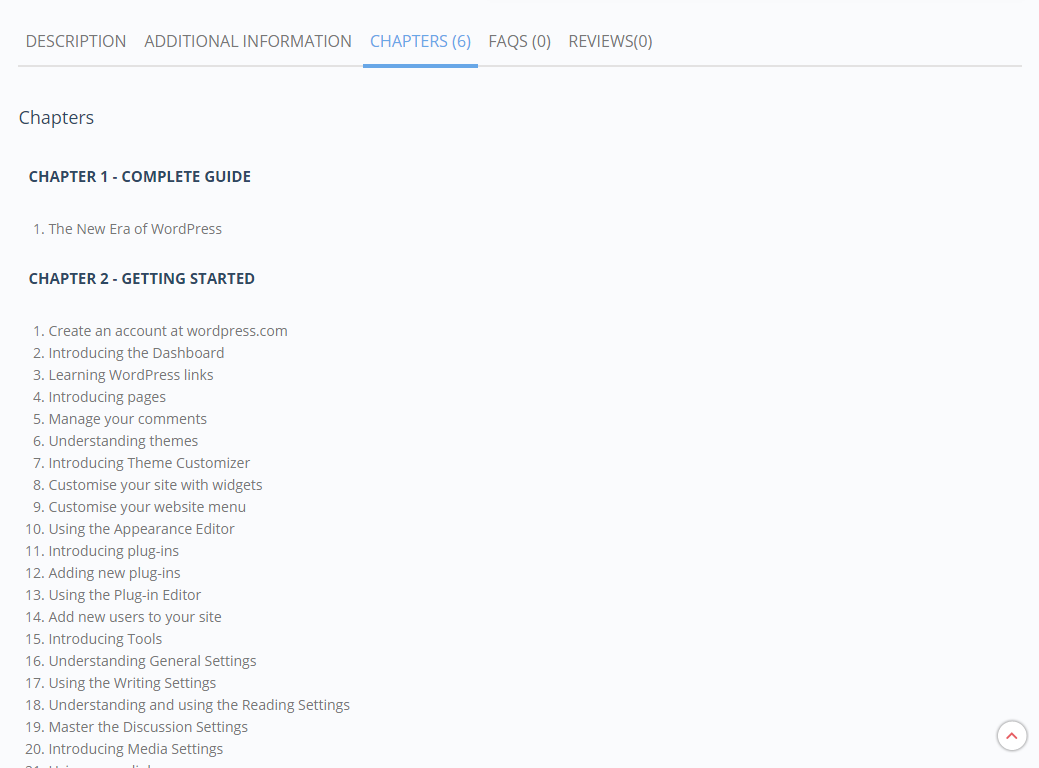 DESCRIPTION ADDITIONAL INFORMATION CHAPTERS (6) FAQS (0) REVIEWS(0)
Chapters
CHAPTER 1 - COMPLETE GUIDE
1. The New Era of WordPress
CHAPTER 2 - GETTING STARTED
1. Create an account at wordpress.com
2. Introducing the Dashboard
3. Learning WordPress links
4. Introducing pages
5. Manage your comments
6. Understanding themes
7. Introducing Theme Customizer
8. Customise your site with widgets
9. Customise your website menu
10. Using the Appearance Editor
11. Introducing plug-ins
12. Adding new plug-ins
13. Using the Plug-in Editor
14. Add new users to your site
15. Introducing Tools
16. Understanding General Settings
17. Using the Writing Settings
18. Understanding and using the Reading Settings
19. Master the Discussion Settings
20. Introducing Media Settings